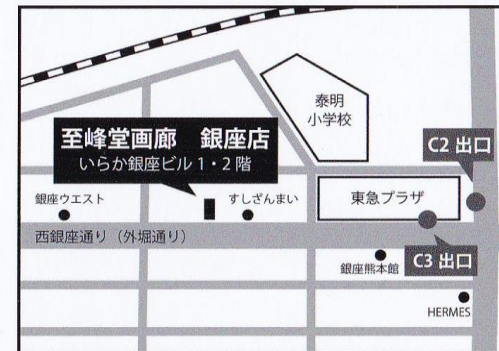 泰明
小学校
至峰堂画廊 銀座店
いらか銀座ビル1・2階
C2 出口
銀座ウエスト
すしざんまい
東急プラザ
西銀座通り（外堀通り）
C3 出口
銀座熊本館
HERMES